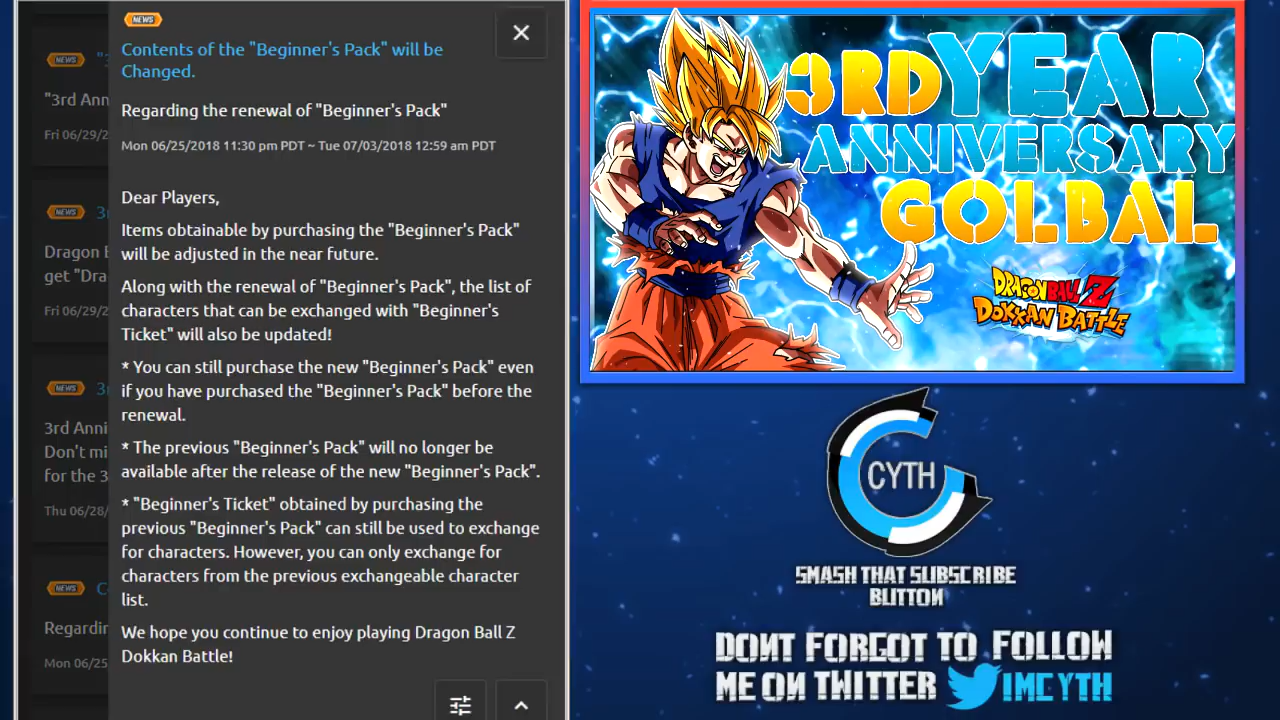 NEWS
Contents of the "Beginner's Pack" will be
Changed.
Regarding the renewal of "Beginner's Pack"
Mon 06/25/2018 11:30 pm PDT ~ Tue 07/03/2018 12:59 am PDT
Dear Players,
Items obtainable by purchasing the "Beginner's Pack"
will be adjusted in the near future.
Along with the renewal of "Beginner's Pack", the list of
characters that can be exchanged with "Beginner's
Ticket" will also be updated!
* You can still purchase the new "Beginner's Pack" even
if you have purchased the "Beginner's Pack" before the
renewal.
* The previous "Beginner's Pack" will no longer be
available after the release of the new "Beginner's Pack".
* "Beginner's Ticket" obtained by purchasing the
previous "Beginner's Pack" can still be used to exchange
for characters. However, you can only exchange for
characters from the previous exchangeable character
list.
We hope you continue to enjoy playing Dragon Ball Z
Dokkan Battle!
NEWS "3
"3rd Ann
Fri 06/29/2
NEWS 3
Dragon B
get "Dra
Fri 06/29/2
NEWS 3
3rd Anni
Don't mi
for the 3
Thu 06/28/
NEWS C
Regardin
Mon 06/25
3RD YEAR
ANNIVERSARY
GOLBAL
DRAGON BALL Z
DOKKAN BATTLE
CYTH
SMASH THAT SUBSCRIBE
BUTTON
DONT FORGOT TO FOLLOW
ME ON TWITTER IMCYTH